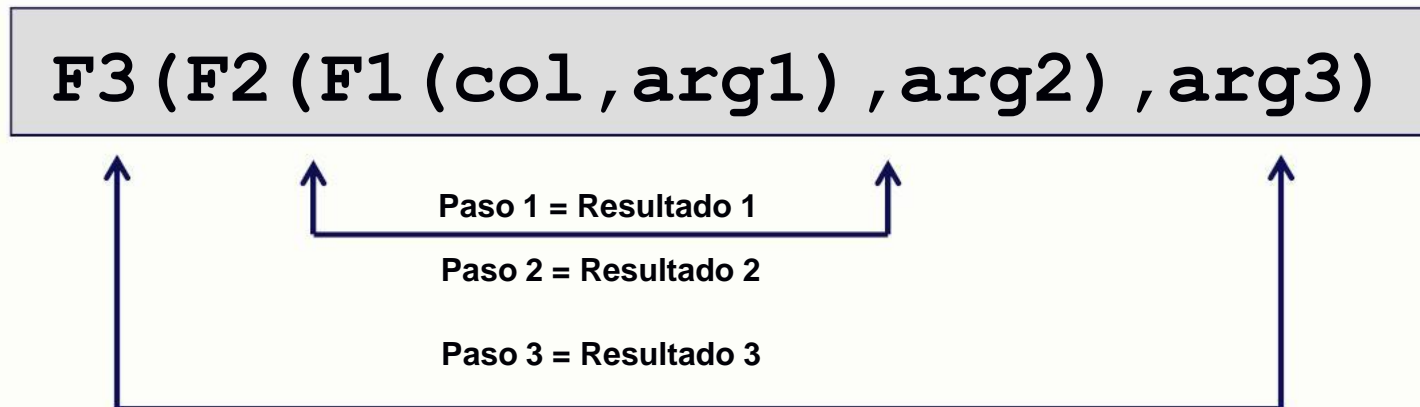 F3(F2(F1(col,arg1),arg2),arg3)
Paso 1 = Resultado 1
Paso 2 = Resultado 2
Paso 3 = Resultado 3